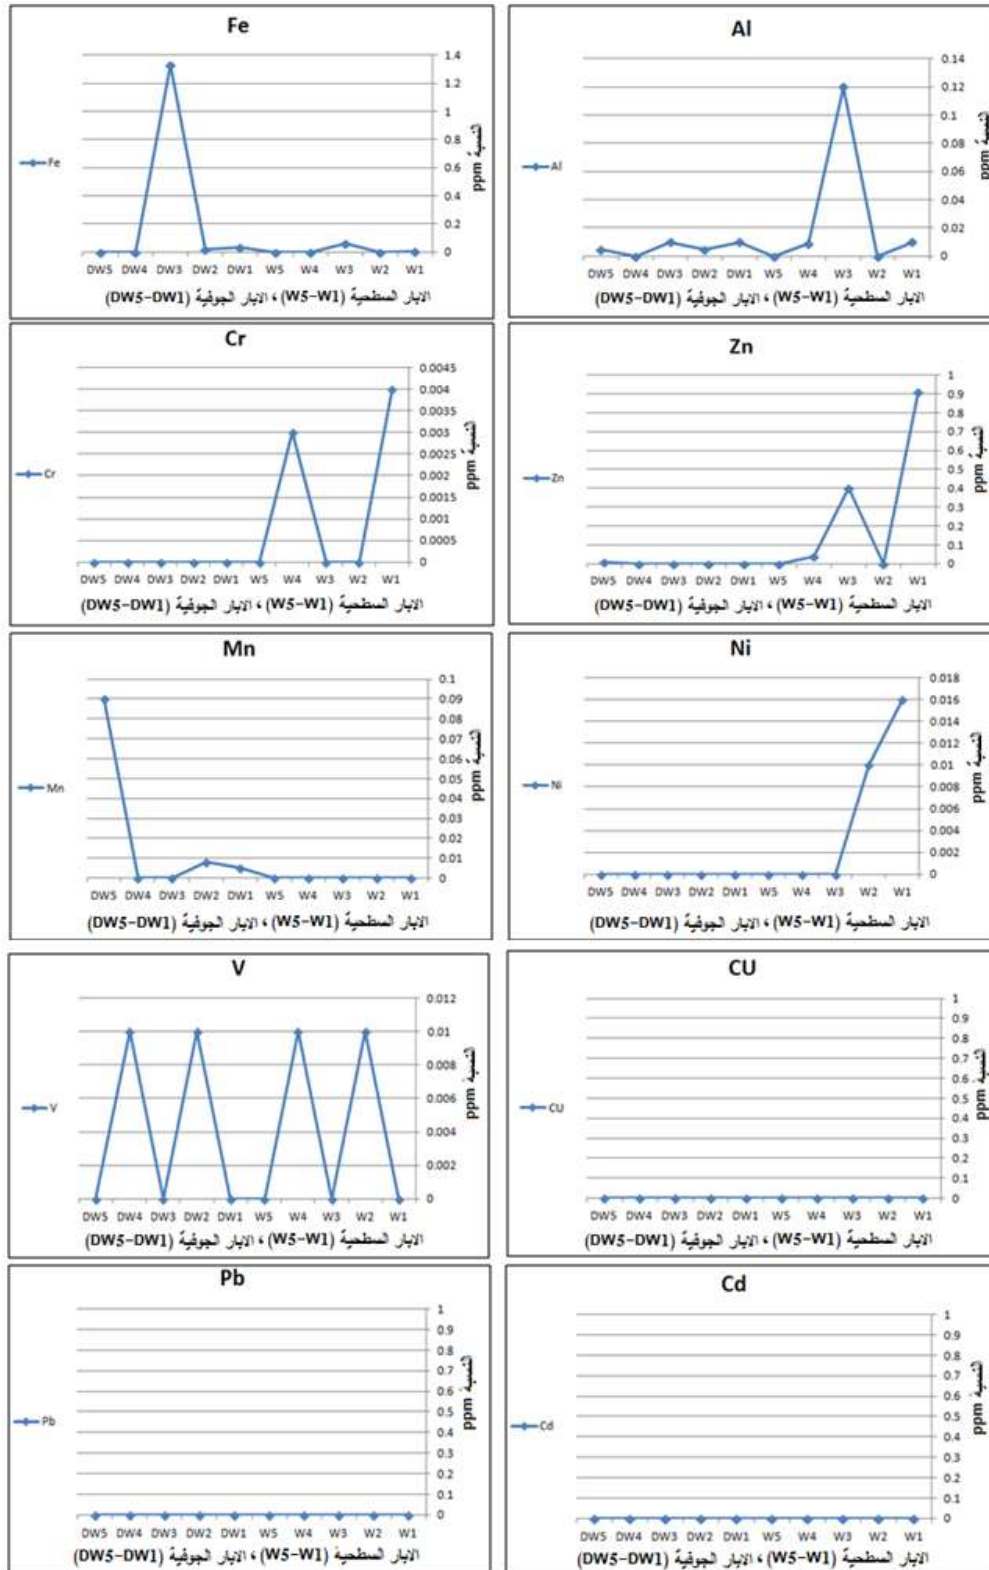 Fe
1.4
1.2
1
0.8
0.6
0.4
0.2
0
النسبة ppm
Fe
DW5 DW4 DW3 DW2 DW1 W5 W4 W3 W2 W1
الابار السطحية (W5-W1) ، الابار الجوفية (DW5-DW1)
Al
0.14
0.12
0.1
0.08
0.06
0.04
0.02
0
النسبة ppm
Al
DW5 DW4 DW3 DW2 DW1 W5 W4 W3 W2 W1
الابار السطحية (W5-W1) ، الابار الجوفية (DW5-DW1)
Cr
0.0045
0.004
0.0035
0.003
0.0025
0.002
0.0015
0.001
0.0005
0
النسبة ppm
Cr
DW5 DW4 DW3 DW2 DW1 W5 W4 W3 W2 W1
الابار السطحية (W5-W1) ، الابار الجوفية (DW5-DW1)
Zn
1
0.9
0.8
0.7
0.6
0.5
0.4
0.3
0.2
0.1
0
النسبة ppm
Zn
DW5 DW4 DW3 DW2 DW1 W5 W4 W3 W2 W1
الابار السطحية (W5-W1) ، الابار الجوفية (DW5-DW1)
Mn
0.1
0.09
0.08
0.07
0.06
0.05
0.04
0.03
0.02
0.01
0
النسبة ppm
Mn
DW5 DW4 DW3 DW2 DW1 W5 W4 W3 W2 W1
الابار السطحية (W5-W1) ، الابار الجوفية (DW5-DW1)
Ni
0.018
0.016
0.014
0.012
0.01
0.008
0.006
0.004
0.002
0
النسبة ppm
Ni
DW5 DW4 DW3 DW2 DW1 W5 W4 W3 W2 W1
الابار السطحية (W5-W1) ، الابار الجوفية (DW5-DW1)
V
0.012
0.01
0.008
0.006
0.004
0.002
0
النسبة ppm
V
DW5 DW4 DW3 DW2 DW1 W5 W4 W3 W2 W1
الابار السطحية (W5-W1) ، الابار الجوفية (DW5-DW1)
CU
1
0.9
0.8
0.7
0.6
0.5
0.4
0.3
0.2
0.1
0
النسبة ppm
CU
DW5 DW4 DW3 DW2 DW1 W5 W4 W3 W2 W1
الابار السطحية (W5-W1) ، الابار الجوفية (DW5-DW1)
Pb
1
0.9
0.8
0.7
0.6
0.5
0.4
0.3
0.2
0.1
0
النسبة ppm
Pb
DW5 DW4 DW3 DW2 DW1 W5 W4 W3 W2 W1
الابار السطحية (W5-W1) ، الابار الجوفية (DW5-DW1)
Cd
1
0.9
0.8
0.7
0.6
0.5
0.4
0.3
0.2
0.1
0
النسبة ppm
Cd
DW5 DW4 DW3 DW2 DW1 W5 W4 W3 W2 W1
الابار السطحية (W5-W1) ، الابار الجوفية (DW5-DW1)